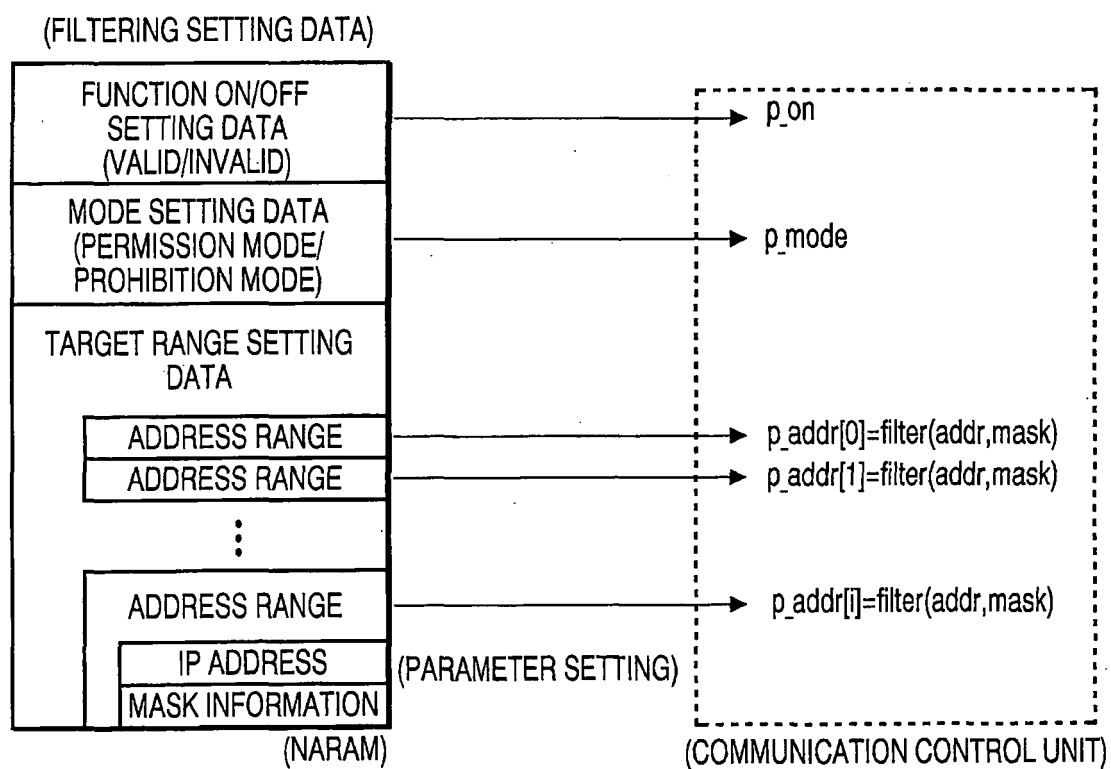 (FILTERING SETTING DATA)
FUNCTION ON/OFF
SETTING DATA
(VALID/INVALID)
p_on
MODE SETTING DATA
(PERMISSION MODE/
PROHIBITION MODE)
p_mode
TARGET RANGE SETTING
DATA
ADDRESS RANGE
p_addr[0]=filter(addr,mask)
ADDRESS RANGE
p_addr[1]=filter(addr,mask)
ADDRESS RANGE
p_addr[i]=filter(addr,mask)
IP ADDRESS
(PARAMETER SETTING)
MASK INFORMATION
(NARAM)
(COMMUNICATION CONTROL UNIT)